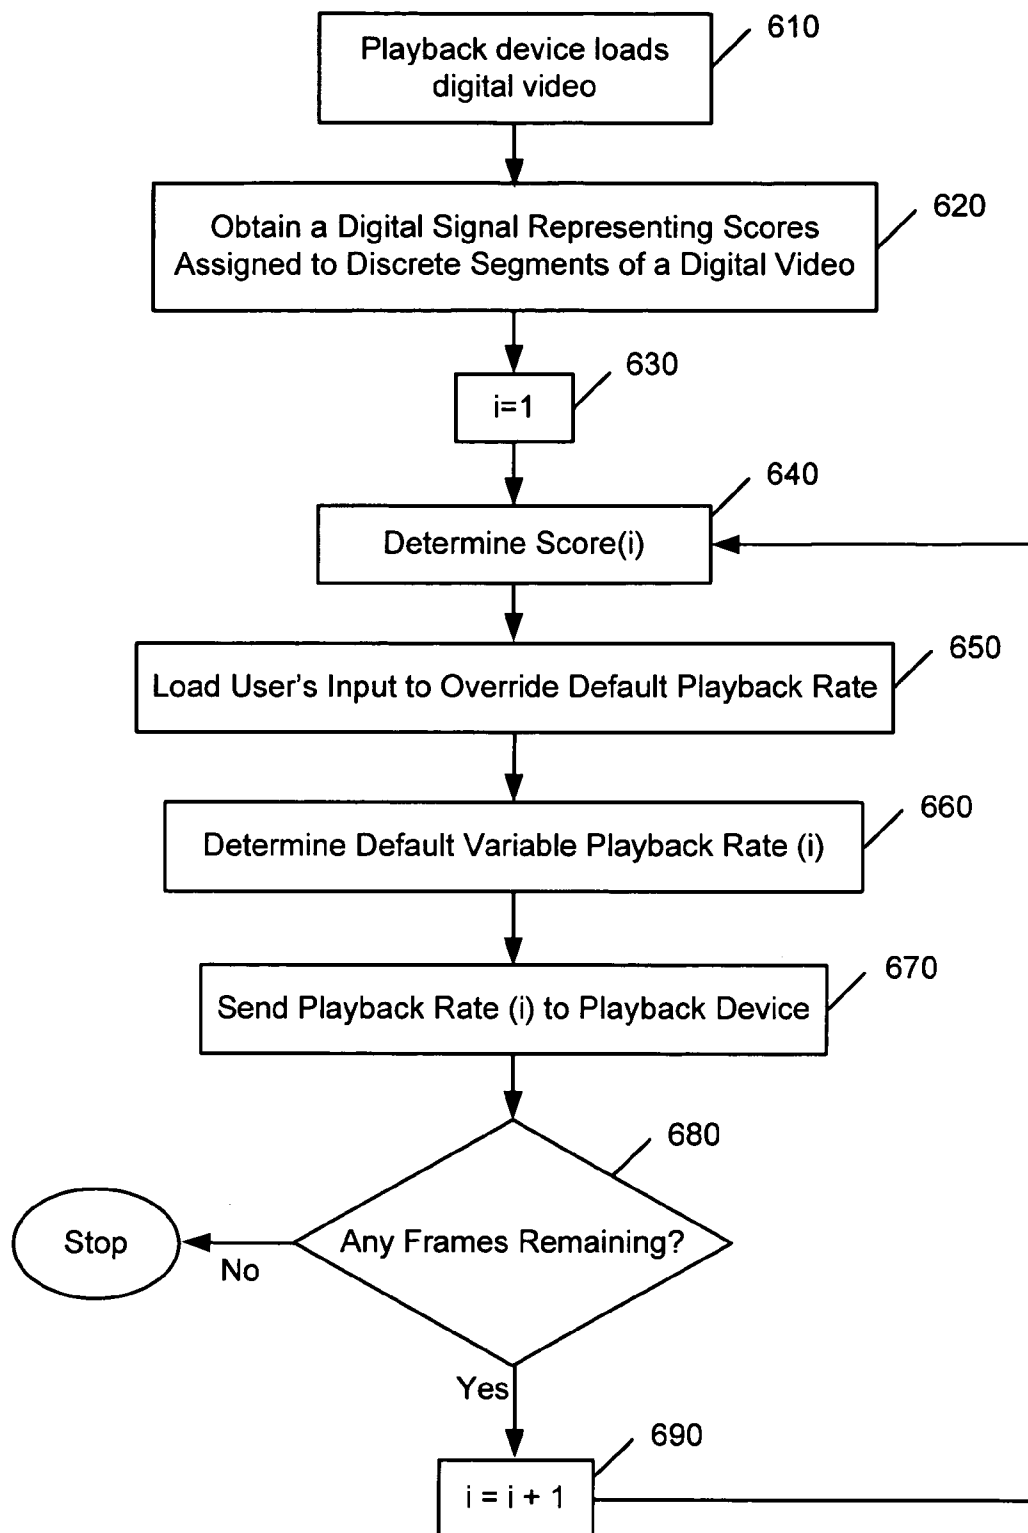 610
Playback device loads
digital video
620
Obtain a Digital Signal Representing Scores
Assigned to Discrete Segments of a Digital Video
630
i=1
640
Determine Score(i)
650
Load User's Input to Override Default Playback Rate
660
Determine Default Variable Playback Rate (i)
670
Send Playback Rate (i) to Playback Device
680
Any Frames Remaining?
Stop
No
Yes
690
i = i + 1